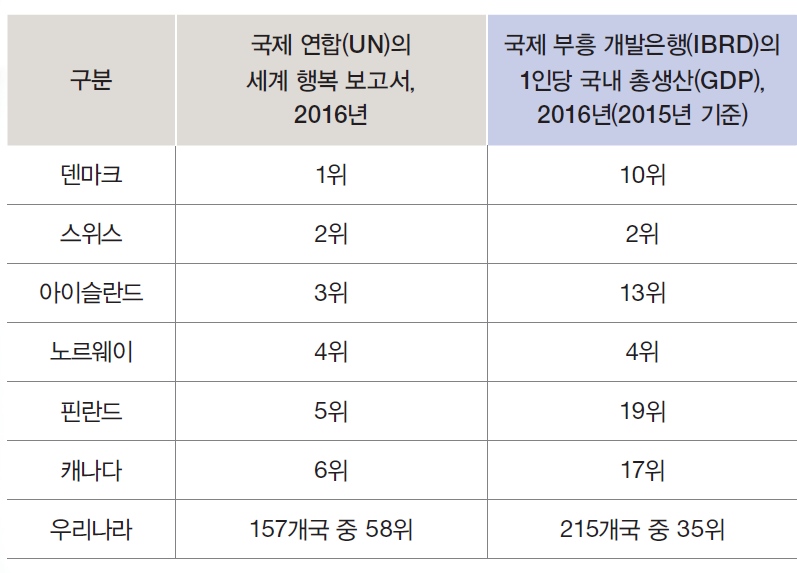 구분
국제 연합(UN)의
세계 행복 보고서,
2016년
국제 부흥 개발은행(IBRD)의
1인당 국내 총생산(GDP),
2016년(2015년 기준)
덴마크 1위 10위
스위스 2위 2위
아이슬란드 3위 13위
노르웨이 4위 4위
핀란드 5위 19위
캐나다 6위 17위
우리나라 157개국 중 58위 215개국 중 35위